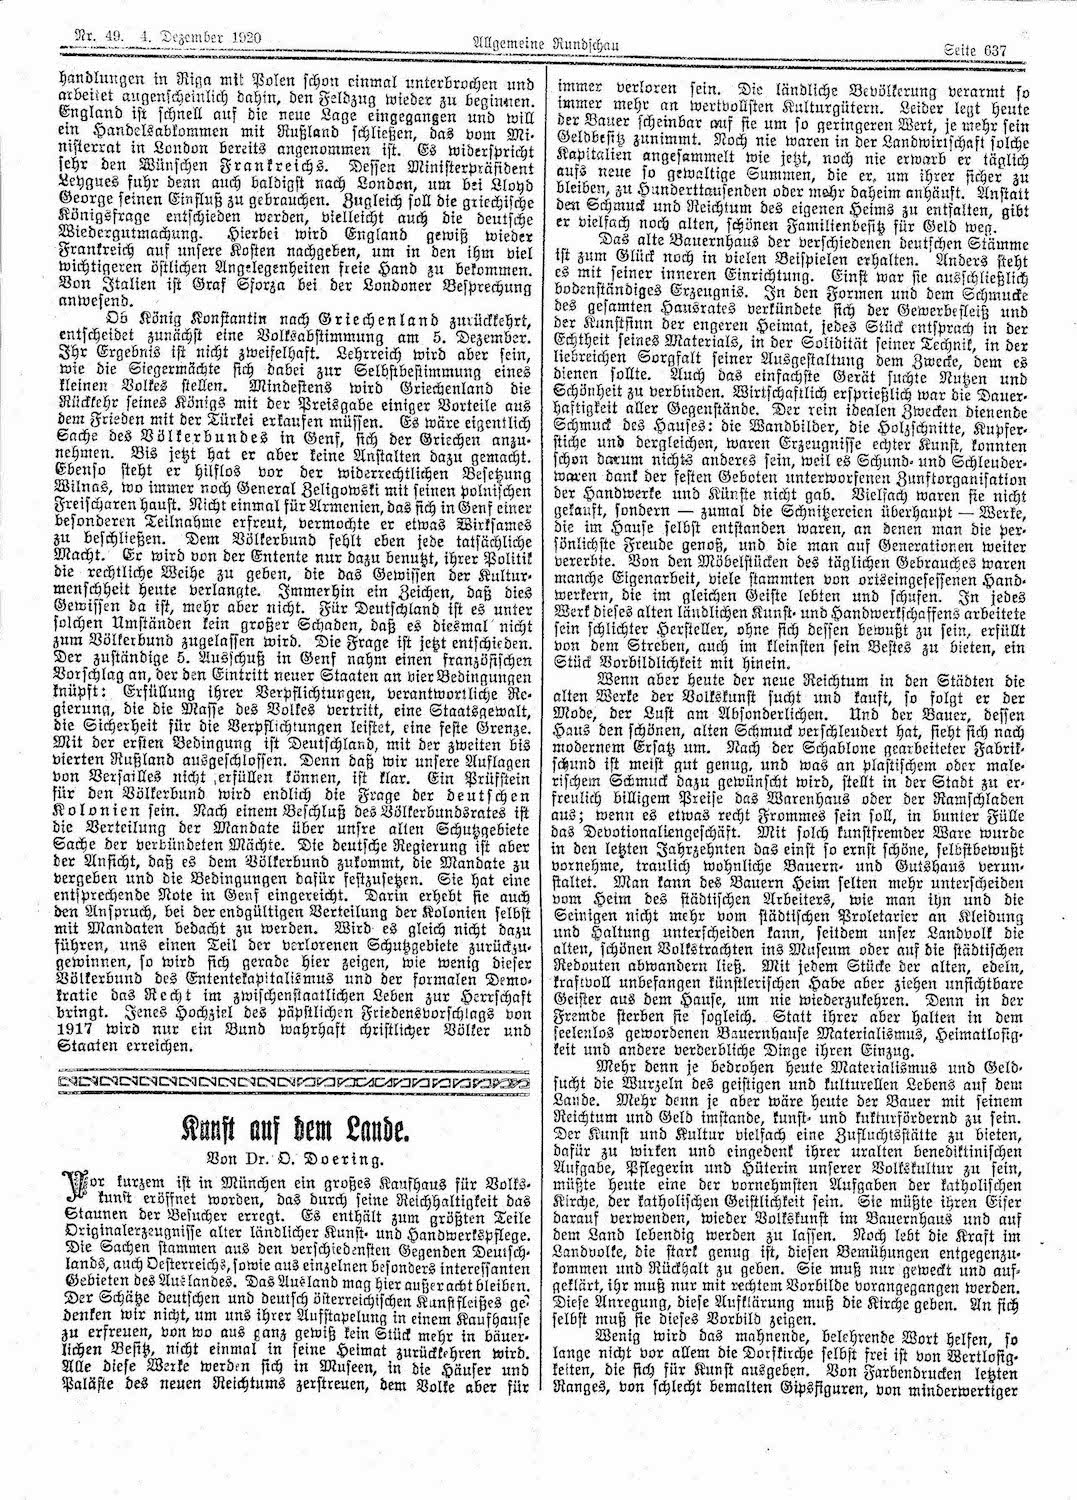 Nr. 49. 4. Dezember 1920
Allgemeine Rundschau
Seite 637
handlungen in Riga mit Polen schon einmal unterbrochen und
arbeitet augenscheinlich dahin, den Feldzug wieder zu beginnen.
England ist schnell auf die neue Lage eingegangen und will
ein Handelsabkommen mit Rußland schließen, das vom Mi-
nisterrat in London bereits angenommen ist. Es widerspricht
sehr den Wünschen Frankreichs. Dessen Ministerpräsident
Leygues fuhr denn auch baldigst nach London, um bei Lloyd
George seinen Einfluß zu gebrauchen. Zugleich soll die griechische
Königsfrage entschieden werden, vielleicht auch die deutsche
Wiedergutmachung. Hierbei wird England gewiß wieder
Frankreich auf unsere Kosten nachgeben, um in den ihm viel
wichtigeren östlichen Angelegenheiten freie Hand zu bekommen.
Von Italien ist Graf Sforza bei der Londoner Besprechung
anwesend.
Ob König Konstantin nach Griechenland zurückkehrt,
entscheidet zunächst eine Volksabstimmung am 5. Dezember.
Ihr Ergebnis ist nicht zweifelhaft. Lehrreich wird aber sein,
wie die Siegermächte sich dabei zur Selbstbestimmung eines
kleinen Volkes stellen. Mindestens wird Griechenland die
Rückkehr seines Königs mit der Preisgabe einiger Vorteile aus
dem Frieden mit der Türkei erkaufen müssen. Es wäre eigentlich
Sache des Völkerbundes in Genf, sich der Griechen anzu-
nehmen. Bis jetzt hat er aber keine Anstalten dazu gemacht.
Ebenso steht er hilflos vor der widerrechtlichen Besetzung
Wilnas, wo immer noch General Zeligowski mit seinen polnischen
Freischaren haust. Nicht einmal für Armenien, das sich in Genf einer
besonderen Teilnahme erfreut, vermochte er etwas Wirksames
zu beschließen. Dem Völkerbund fehlt eben jede tatsächliche
Macht. Er wird von der Entente nur dazu benutzt, ihrer Politik
die rechtliche Weihe zu geben, die das Gewissen der Kultur-
menschheit heute verlangte. Immerhin ein Zeichen, daß dies
Gewissen da ist, mehr aber nicht. Für Deutschland ist es unter
solchen Umständen kein großer Schaden, daß es diesmal nicht
zum Völkerbund zugelassen wird. Die Frage ist jetzt entschieden.
Der zuständige 5. Ausschuß in Genf nahm einen französischen
Vorschlag an, der den Eintritt neuer Staaten an vier Bedingungen
knüpft: Erfüllung ihrer Verpflichtungen, verantwortliche Re-
gierung, die die Masse des Volkes vertritt, eine Staatsgewalt,
die Sicherheit für die Verpflichtungen leistet, eine feste Grenze.
Mit der ersten Bedingung ist Deutschland, mit der zweiten bis
vierten Rußland ausgeschlossen. Denn daß wir unsere Auflagen
von Versailles nicht erfüllen können, ist klar. Ein Prüfstein
für den Völkerbund wird endlich die Frage der deutschen
Kolonien sein. Nach einem Beschluß des Völkerbundsrates ist
die Verteilung der Mandate über unsre alten Schutzgebiete
Sache der verbündeten Mächte. Die deutsche Regierung ist aber
der Ansicht, daß es dem Völkerbund zukommt, die Mandate zu
vergeben und die Bedingungen dafür festzusetzen. Sie hat eine
entsprechende Note in Genf eingereicht. Darin erhebt sie auch
den Anspruch, bei der endgültigen Verteilung der Kolonien selbst
mit Mandaten bedacht zu werden. Wird es gleich nicht dazu
führen, uns einen Teil der verlorenen Schutzgebiete zurückzu-
gewinnen, so wird sich gerade hier zeigen, wie wenig dieser
Völkerbund des Ententekapitalismus und der formalen Demo-
kratie das Recht im zwischenstaatlichen Leben zur Herrschaft
bringt. Jenes Hochziel des päpstlichen Friedensvorschlags von
1917 wird nur ein Bund wahrhaft christlicher Völker und
Staaten erreichen.
Kunst auf dem Lande.
Von Dr. O. Doering.
Vor kurzem ist in München ein großes Kaufhaus für Volks-
kunst eröffnet worden, das durch seine Reichhaltigkeit das
Staunen der Besucher erregt. Es enthält zum größten Teile
Originalerzeugnisse alter ländlicher Kunst- und Handwerkspflege.
Die Sachen stammen aus den verschiedensten Gegenden Deutsch-
lands, auch Oesterreichs, sowie aus einzelnen besonders interessanten
Gebieten des Auslandes. Das Ausland mag hier außer acht bleiben.
Der Schätze deutschen und deutsch österreichischen Kunstfleißes ge-
denken wir nicht, um uns ihrer Aufstapelung in einem Kaufhause
zu erfreuen, von wo aus ganz gewiß kein Stück mehr in bäuer-
lichen Besitz, nicht einmal in seine Heimat zurückkehren wird.
Alle diese Werke werden sich in Museen, in die Häuser und
Paläste des neuen Reichtums zerstreuen, dem Volke aber für
immer verloren sein. Die ländliche Bevölkerung verarmt so
immer mehr an wertvollsten Kulturgütern. Leider legt heute
der Bauer scheinbar auf sie um so geringeren Wert, je mehr sein
Geldbesitz zunimmt. Noch nie waren in der Landwirtschaft solche
Kapitalien angesammelt wie jetzt, noch nie erwarb er täglich
aufs neue so gewaltige Summen, die er, um ihrer sicher zu
bleiben, zu Hunderttausenden oder mehr daheim anhäuft. Anstatt
den Schmuck und Reichtum des eigenen Heims zu entfalten, gibt
er vielfach noch alten, schönen Familienbesitz für Geld weg.
Das alte Bauernhaus der verschiedenen deutschen Stämme
ist zum Glück noch in vielen Beispielen erhalten. Anders steht
es mit seiner inneren Einrichtung. Einst war sie ausschließlich
bodenständiges Erzeugnis. In den Formen und dem Schmucke
des gesamten Hausrates verkündete sich der Gewerbefleiß und
der Kunstsinn der engeren Heimat, jedes Stück entsprach in der
Echtheit seines Materials, in der Solidität seiner Technik, in der
liebreichen Sorgfalt seiner Ausgestaltung dem Zwecke, dem es
dienen sollte. Auch das einfachste Gerät suchte Nutzen und
Schönheit zu verbinden. Wirtschaftlich ersprießlich war die Dauer-
haftigkeit aller Gegenstände. Der rein idealen Zwecken dienende
Schmuck des Hauses: die Wandbilder, die Holzschnitte, Kupfer-
stiche und dergleichen, waren Erzeugnisse echter Kunst, konnten
schon darum nichts anderes sein, weil es Schund- und Schleuder-
waren dank der festen Geboten unterworfenen Zunftorganisation
der Handwerke und Künste nicht gab. Vielfach waren sie nicht
gekauft, sondern — zumal die Schnitzereien überhaupt — Werke,
die im Hause selbst entstanden waren, an denen man die per-
sönlichste Freude genoß, und die man auf Generationen weiter
vererbte. Von den Möbelstücken des täglichen Gebrauches waren
manche Eigenarbeit, viele stammten von ortseingesessenen Hand-
werkern, die im gleichen Geiste lebten und schufen. In jedes
Werk dieses alten ländlichen Kunst- und Handwerkschaffens arbeitete
sein schlichter Hersteller, ohne sich dessen bewußt zu sein, erfüllt
von dem Streben, auch im kleinsten sein Bestes zu bieten, ein
Stück Vorbildlichkeit mit hinein.
Wenn aber heute der neue Reichtum in den Städten die
alten Werke der Volkskunst sucht und kauft, so folgt er der
Mode, der Lust am Absonderlichen. Und der Bauer, dessen
Haus den schönen, alten Schmuck verschleudert hat, sieht sich nach
modernem Ersatz um. Nach der Schablone gearbeiteter Fabrik-
schund ist meist gut genug, und was an plastischem oder male-
rischem Schmuck dazu gewünscht wird, stellt in der Stadt zu er-
freulich billigem Preise das Warenhaus oder der Ramschladen
aus; wenn es etwas recht Frommes sein soll, in bunter Fülle
das Devotionaliengeschäft. Mit solch kunstfremder Ware wurde
in den letzten Jahrzehnten das einst so ernst schöne, selbstbewußt
vornehme, traulich wohnliche Bauern- und Gutshaus verun-
staltet. Man kann des Bauern Heim selten mehr unterscheiden
vom Heim des städtischen Arbeiters, wie man ihn und die
Seinigen nicht mehr vom städtischen Proletarier an Kleidung
und Haltung unterscheiden kann, seitdem unser Landvolk die
alten, schönen Volkstrachten ins Museum oder auf die städtischen
Redouten abwandern ließ. Mit jedem Stücke der alten, edeln,
kraftvoll unbefangen künstlerischen Habe aber ziehen unsichtbare
Geister aus dem Hause, um nie wiederzukehren. Denn in der
Fremde sterben sie sogleich. Statt ihrer aber halten in dem
seelenlos gewordenen Bauernhause Materialismus, Heimatlosig-
keit und andere verderbliche Dinge ihren Einzug.
Mehr denn je bedrohen heute Materialismus und Geld-
sucht die Wurzeln des geistigen und kulturellen Lebens auf dem
Lande. Mehr denn je aber wäre heute der Bauer mit seinem
Reichtum und Geld imstande, kunst- und kulturfördernd zu sein.
Der Kunst und Kultur vielfach eine Zufluchtsstätte zu bieten,
dafür zu wirken und eingedenk ihrer uralten benediktinischen
Aufgabe, Pflegerin und Hüterin unserer Volkskultur zu sein,
müßte heute eine der vornehmsten Aufgaben der katholischen
Kirche, der katholischen Geistlichkeit sein. Sie müßte ihren Eifer
darauf verwenden, wieder Volkskunst im Bauernhaus und auf
dem Land lebendig werden zu lassen. Noch lebt die Kraft im
Landvolke, die stark genug ist, diesen Bemühungen entgegenzu-
kommen und Rückhalt zu geben. Sie muß nur geweckt und auf-
geklärt, ihr muß nur mit rechtem Vorbilde vorangegangen werden.
Diese Anregung, diese Aufklärung muß die Kirche geben. An sich
selbst muß sie dieses Vorbild zeigen.
Wenig wird das mahnende, belehrende Wort helfen, so
lange nicht vor allem die Dorfkirche selbst frei ist von Wertlosig-
keiten, die sich für Kunst ausgeben. Von Farbendrucken letzten
Ranges, von schlecht bemalten Gipsfiguren, von minderwertiger